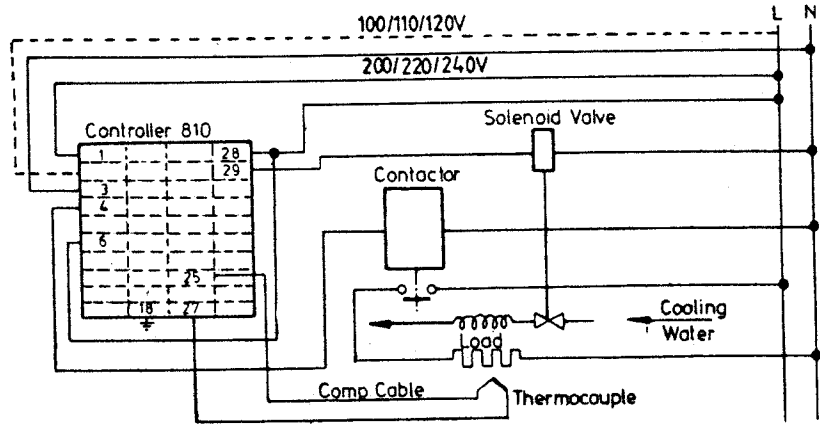 100/110/120V
L N
200/220/240V
Controller 810
Solenoid Valve
1
28
29
Contactor
3
4
6
25
18
27
Cooling
Water
Load
Comp Cable
Thermocouple